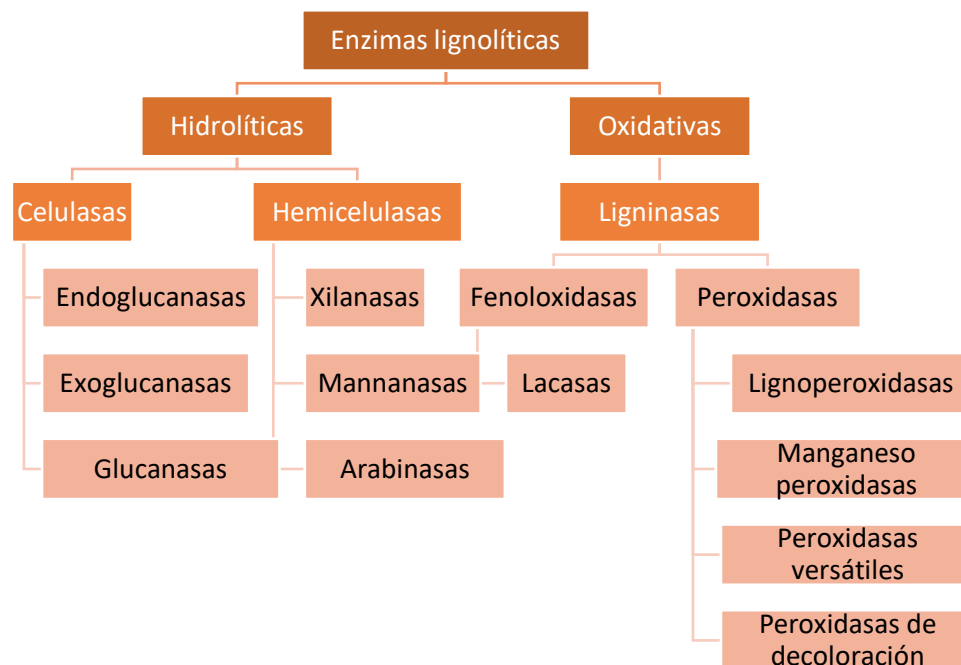 Enzimas lignolíticas
Hidrolíticas
Oxidativas
Celulasas
Hemicelulasas
Ligninasas
Endoglucanasas
Xilanasas
Fenoloxidasas
Peroxidasas
Exoglucanasas
Mannanasas
Lacasas
Lignoperoxidasas
Glucanasas
Arabinasas
Manganeso
peroxidasas
Peroxidasas
versátiles
Peroxidasas de
decoloración